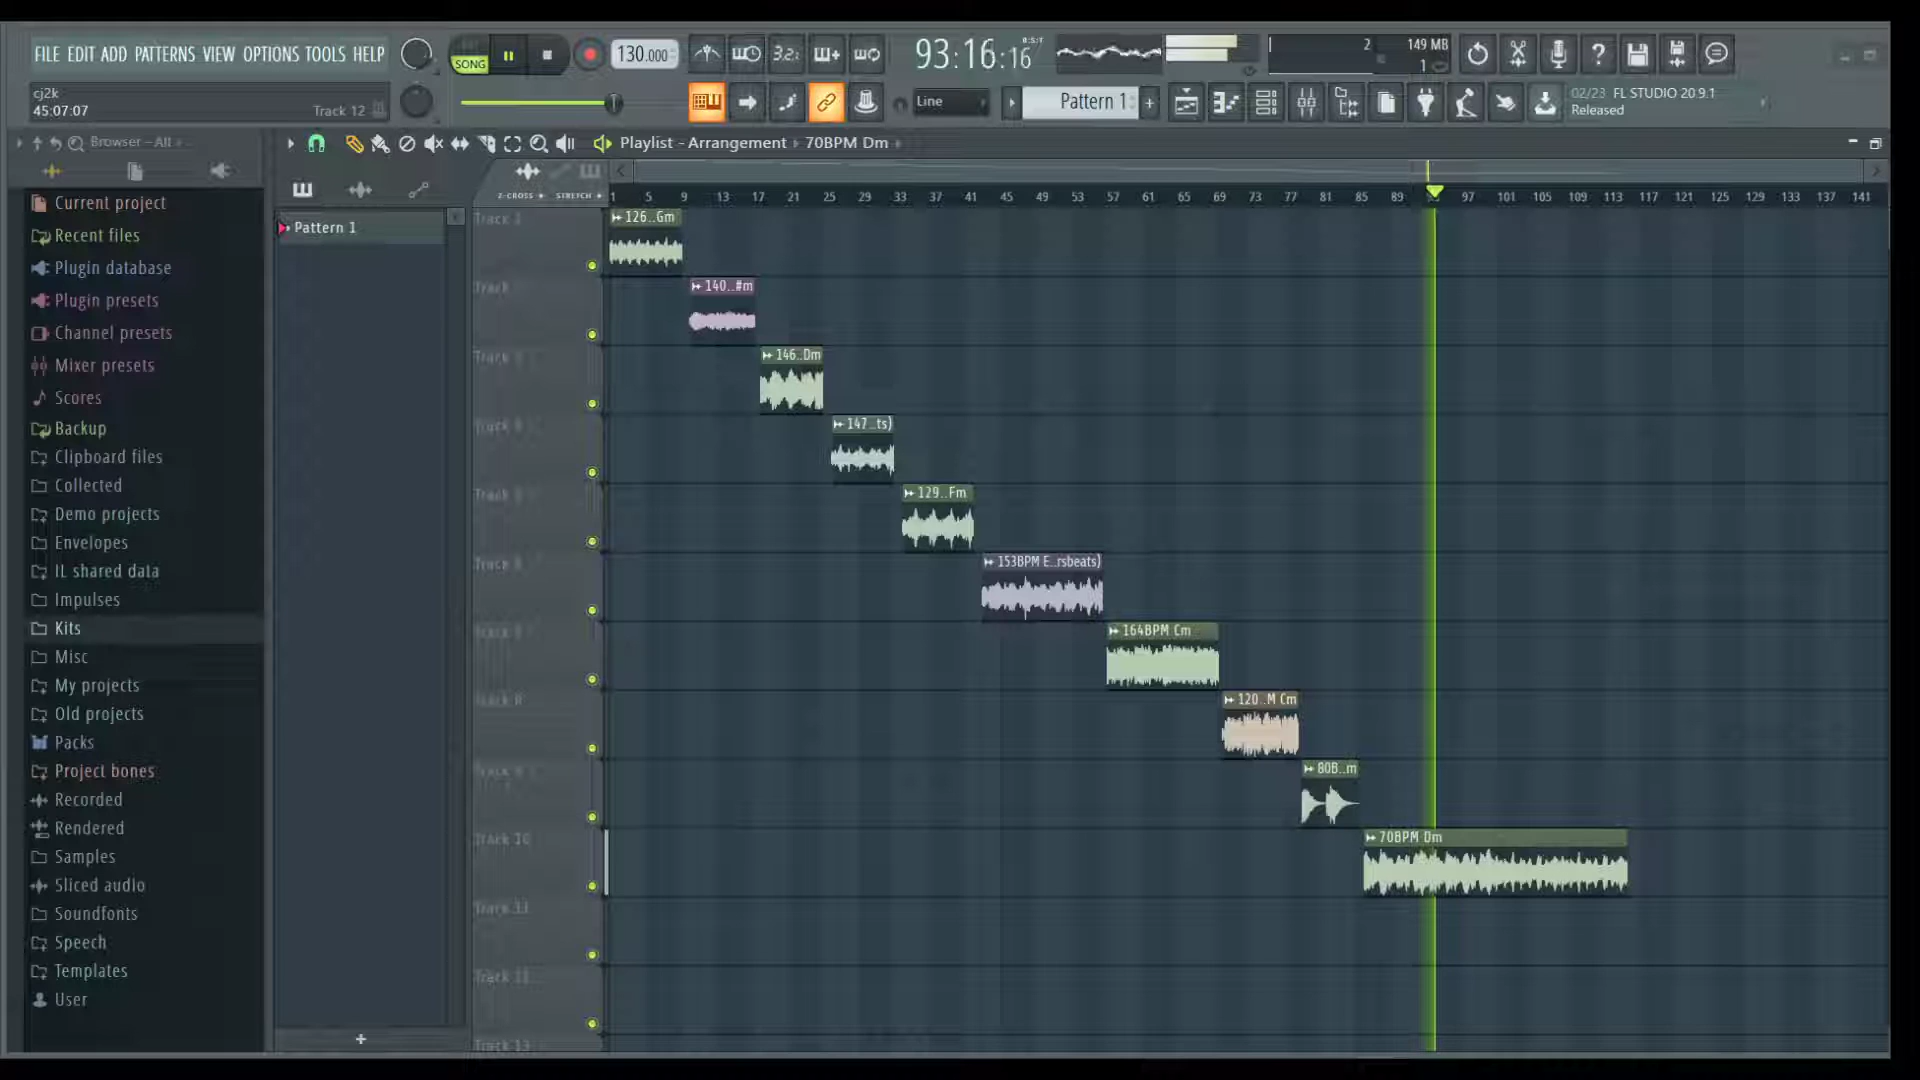 FILE EDIT ADD PATTERNS VIEW OPTIONS TOOLS HELP
SONG
130.000
3.2.
93:16:16
B:S:T
2
149 MB
1
cj2k
45:07:07
Track 12
Line
Pattern 1
02/23 FL STUDIO 20.9.1
Released
Browser - All
Playlist - Arrangement › 70BPM Dm
Z-CROSS
STRETCH
1 5 9 13 17 21 25 29 33 37 41 45 49 53 57 61 65 69 73 77 81 85 89 97 101 105 109 113 117 121 125 129 133 137 141
Current project
Recent files
Plugin database
Plugin presets
Channel presets
Mixer presets
Scores
Backup
Clipboard files
Collected
Demo projects
Envelopes
IL shared data
Impulses
Kits
Misc
My projects
Old projects
Packs
Project bones
Recorded
Rendered
Samples
Sliced audio
Soundfonts
Speech
Templates
User
Pattern 1
+
126..Gm
140..#m
146..Dm
147..ts)
129..Fm
153BPM E..rsbeats)
164BPM Cm
120..M Cm
80B..m
Track 10
70BPM Dm
Track 13